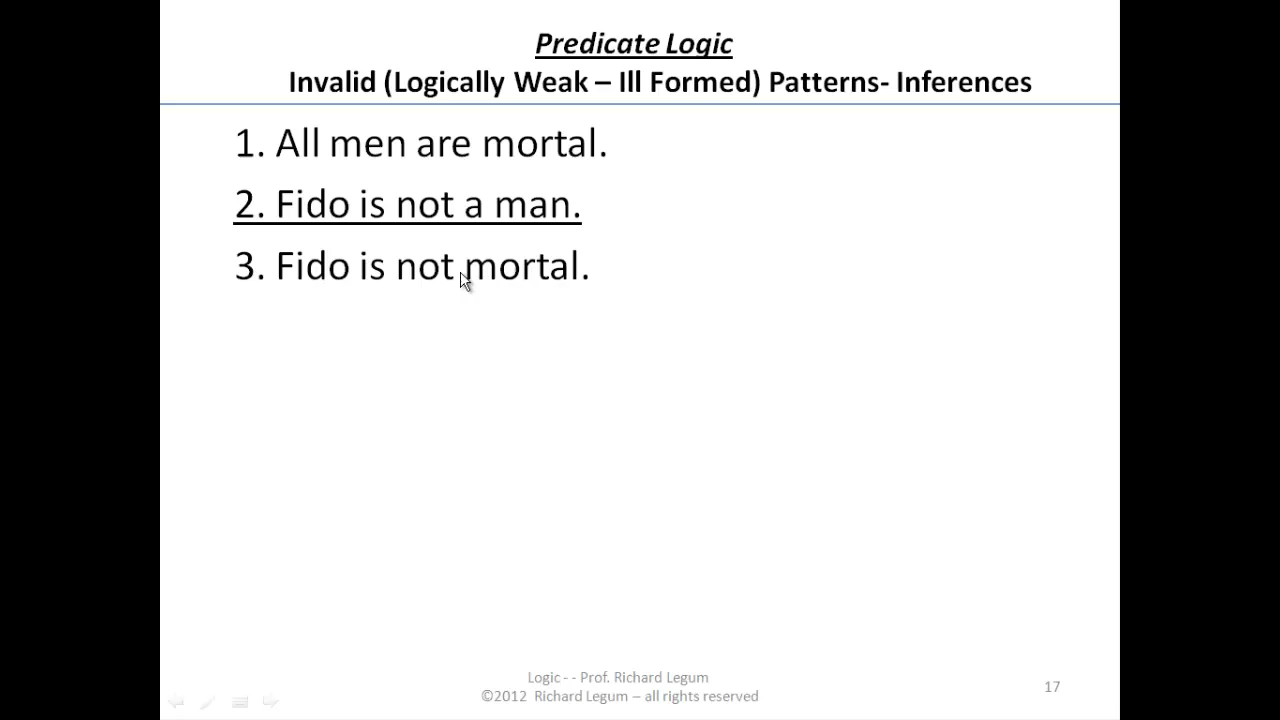 Predicate Logic
Invalid (Logically Weak – Ill Formed) Patterns- Inferences
1. All men are mortal.
2. Fido is not a man.
3. Fido is not mortal.
Logic - - Prof. Richard Legum
©2012 Richard Legum – all rights reserved
17